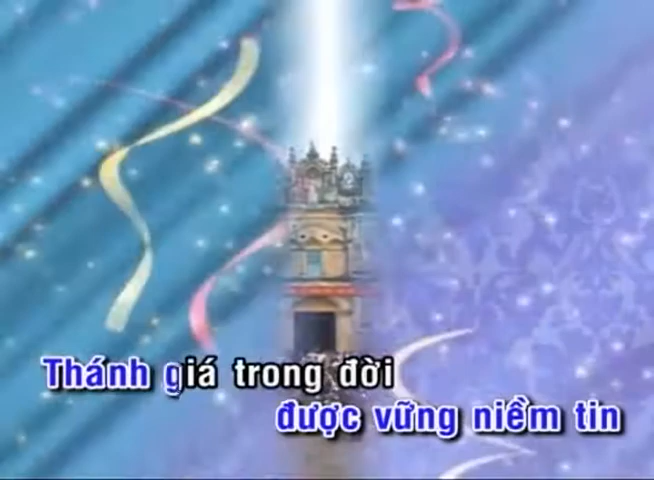 Thánh giá trong đời
được vững niềm tin